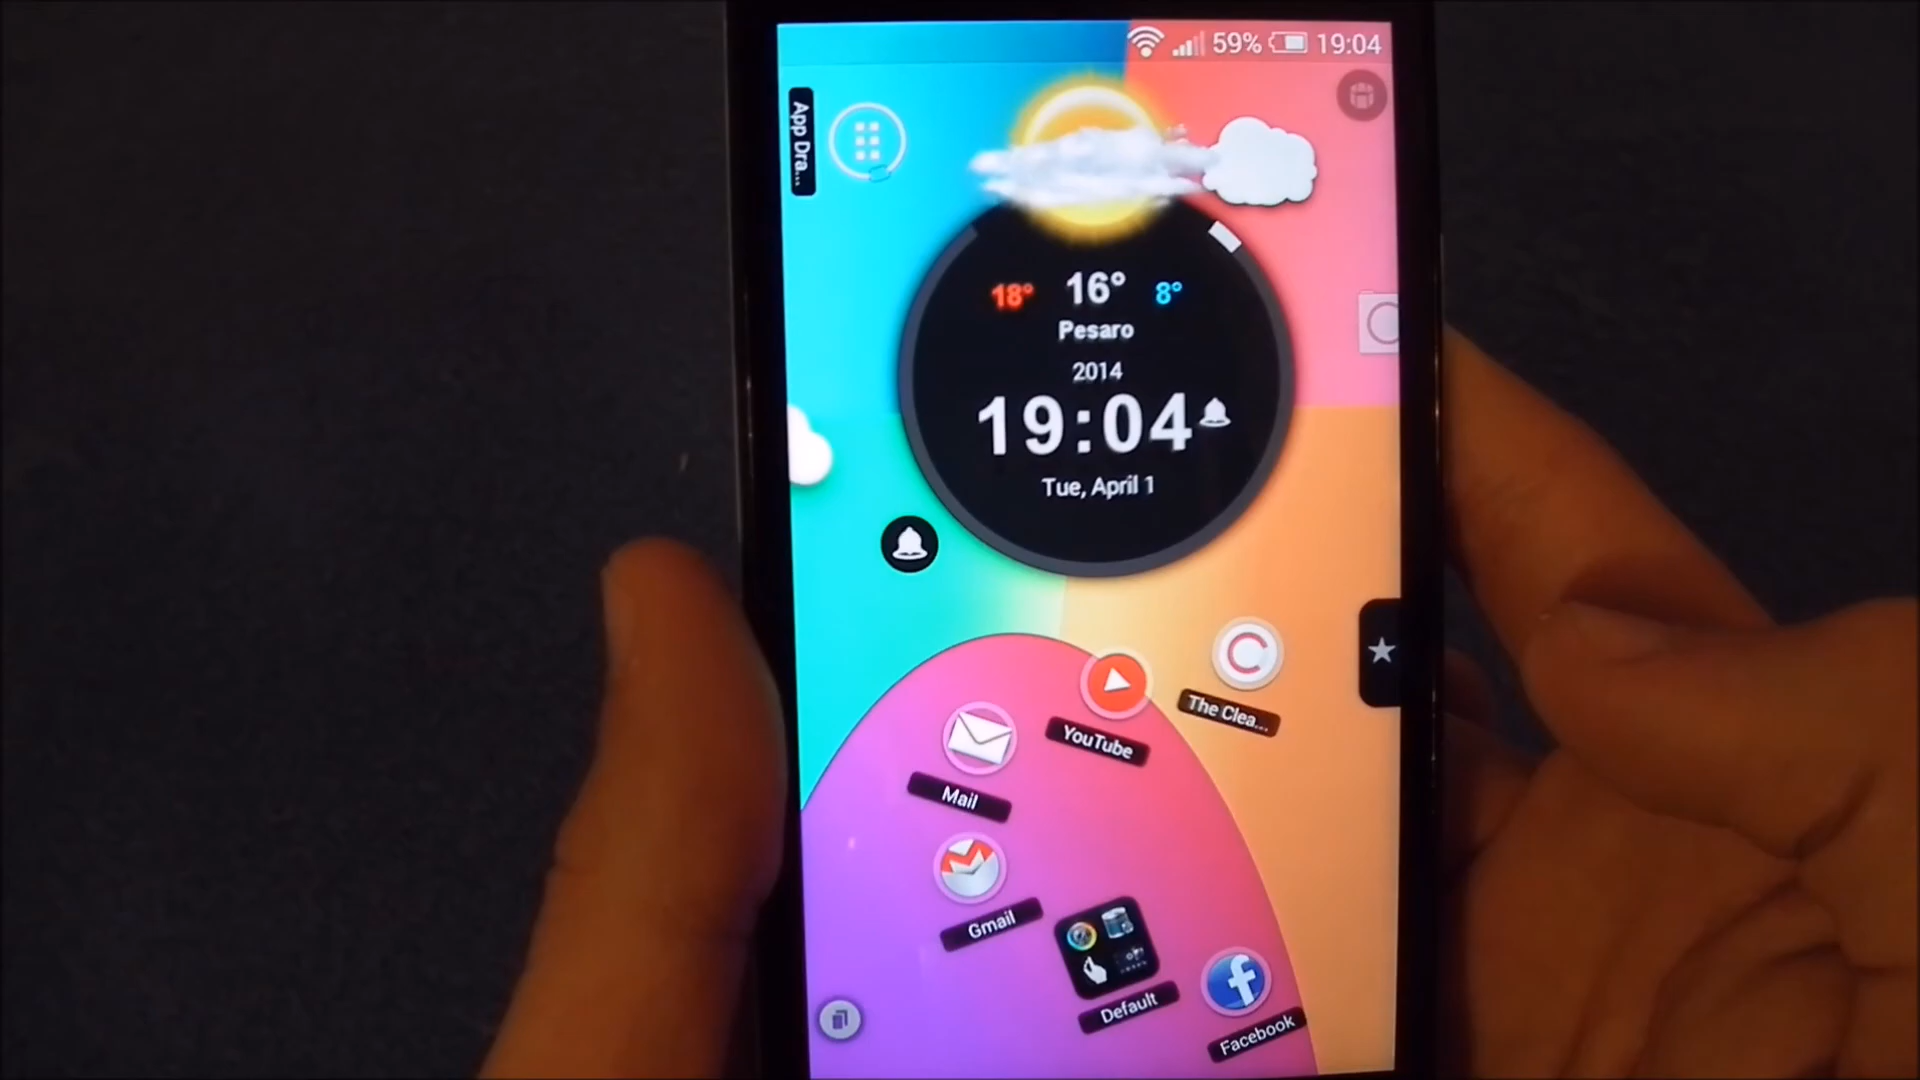 59% 19:04
App Dra...
18° 16° 8°
Pesaro
2014
19:04
Tue, April 1
The Clea...
YouTube
Mail
Gmail
Default
Facebook